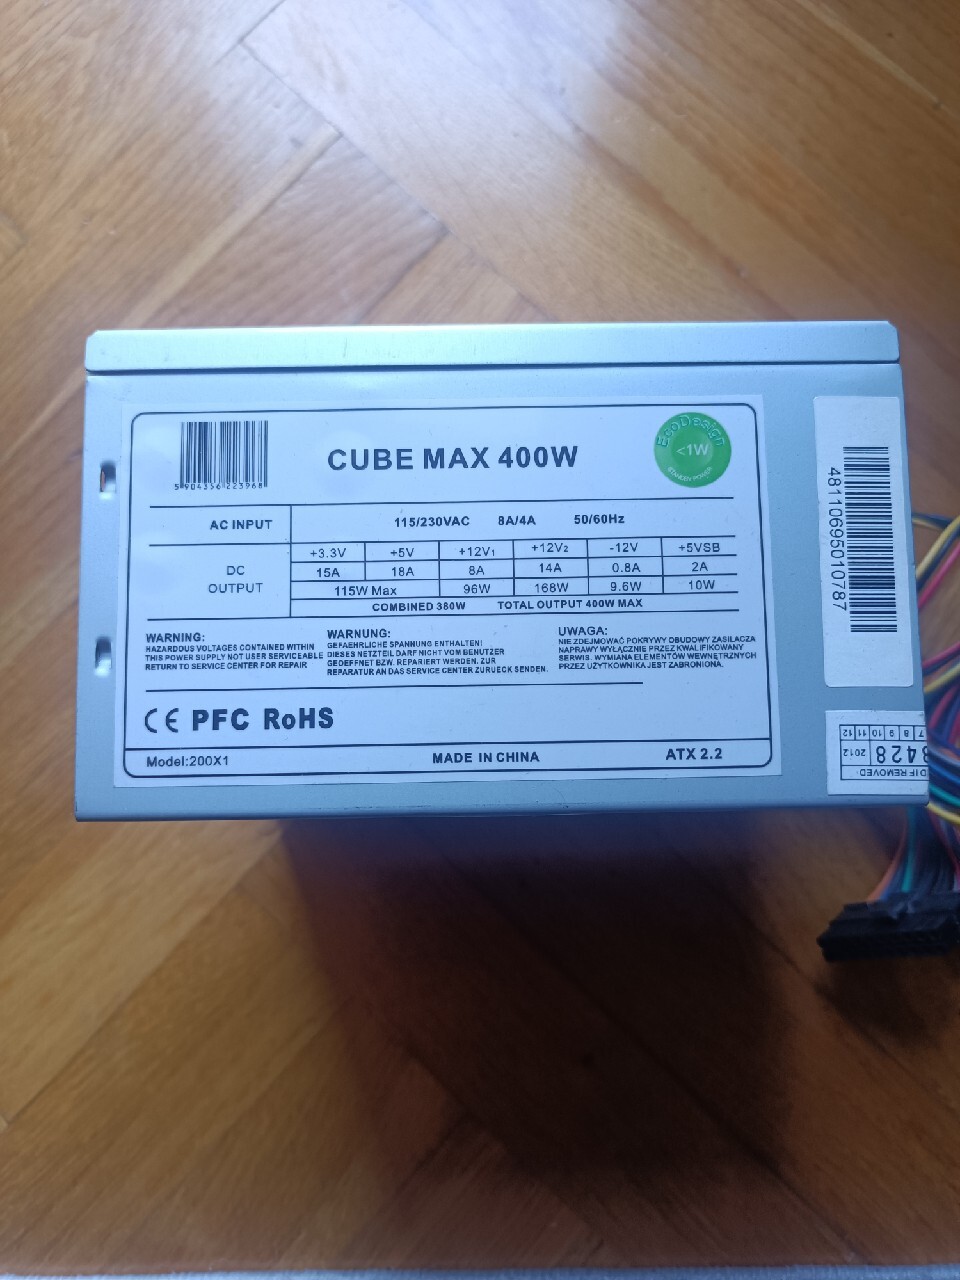 CUBE MAX 400W
5 904356 223968
EcoDesign
<1W
STANDBY POWER
AC INPUT 115/230VAC 8A/4A 50/60Hz
DC OUTPUT
+3.3V +5V +12V1 +12V2 -12V +5VSB
15A 18A 8A 14A 0.8A 2A
115W Max 96W 168W 9.6W 10W
COMBINED 380W TOTAL OUTPUT 400W MAX
WARNING:
HAZARDOUS VOLTAGES CONTAINED WITHIN
THIS POWER SUPPLY NOT USER SERVICEABLE
RETURN TO SERVICE CENTER FOR REPAIR
WARNUNG:
GEFAEHRLICHE SPANNUNG ENTHALTEN!
DIESES NETZTEIL DARF NICHT VOM BENUTZER
GEOEFFNET BZW. REPARIERT WERDEN. ZUR
REPARATUR AN DAS SERVICE CENTER ZURUECK SENDEN.
UWAGA:
NIE ZDEJMOWAĆ POKRYWY OBUDOWY ZASILACZA
NAPRAWY WYŁĄCZNIE PRZEZ KWALIFIKOWANY
SERWIS. WYMIANA ELEMENTÓW WEWNĘTRZNYCH
PRZEZ UŻYTKOWNIKA JEST ZABRONIONA.
CE PFC RoHS
Model:200X1 MADE IN CHINA ATX 2.2
48110695010787
D IF REMOVED
2012 8428
7 8 9 10 11 12